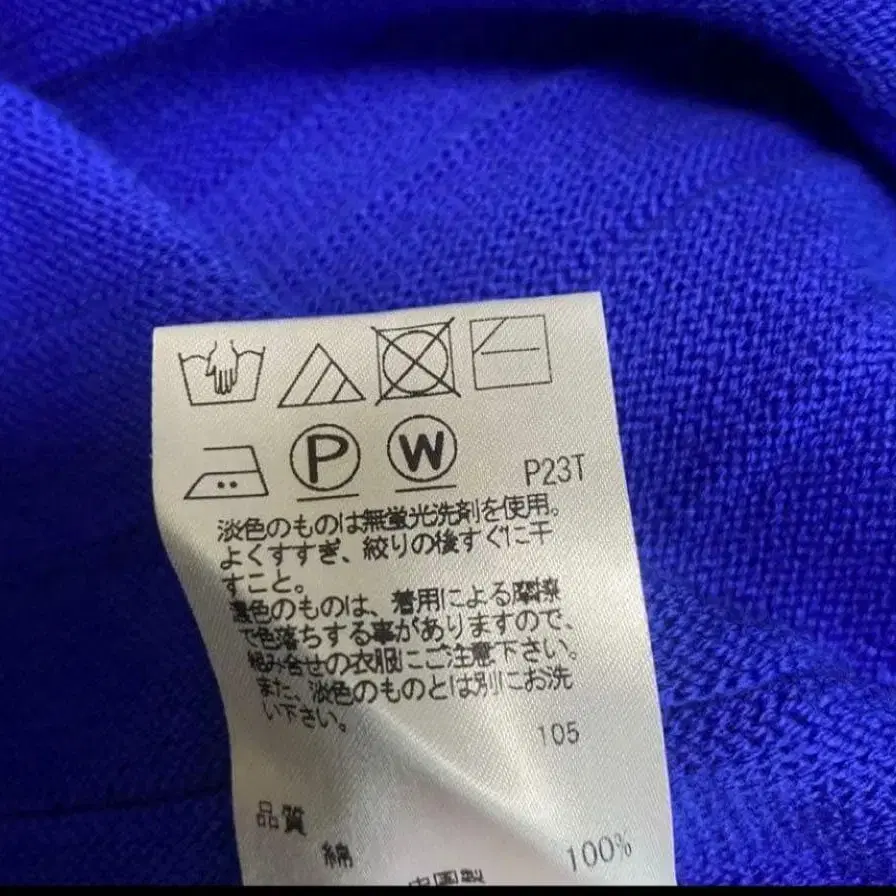 P W P23T
淡色のものは無蛍光洗剤を使用。
よくすすぎ、絞りの後すぐに干
すこと。
濃色のものは、着用による摩擦
で色落ちする事がありますので、
組み合せの衣服にご注意下さい。
また、淡色のものとは別にお洗
い下さい。
105
品質
綿 100%
中国製